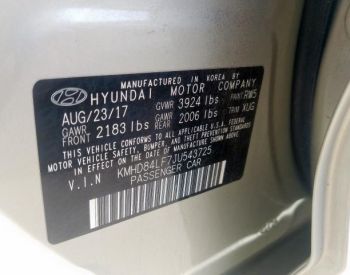 MANUFACTURED IN KOREA BY
HYUNDAI MOTOR COMPANY
AUG/23/17 GVWR 3924 lbs PAINT RW5
GAWR FRONT 2183 lbs GAWR REAR 2006 lbs TRIM XUG
THIS VEHICLE CONFORMS TO ALL APPLICABLE U.S. FEDERAL
MOTOR VEHICLE SAFETY, BUMPER, AND THEFT PREVENTION
STANDARDS IN EFFECT ON THE DATE OF
MANUFACTURE SHOWN ABOVE.
V.I.N KMHD84LF7JU543725
PASSENGER CAR